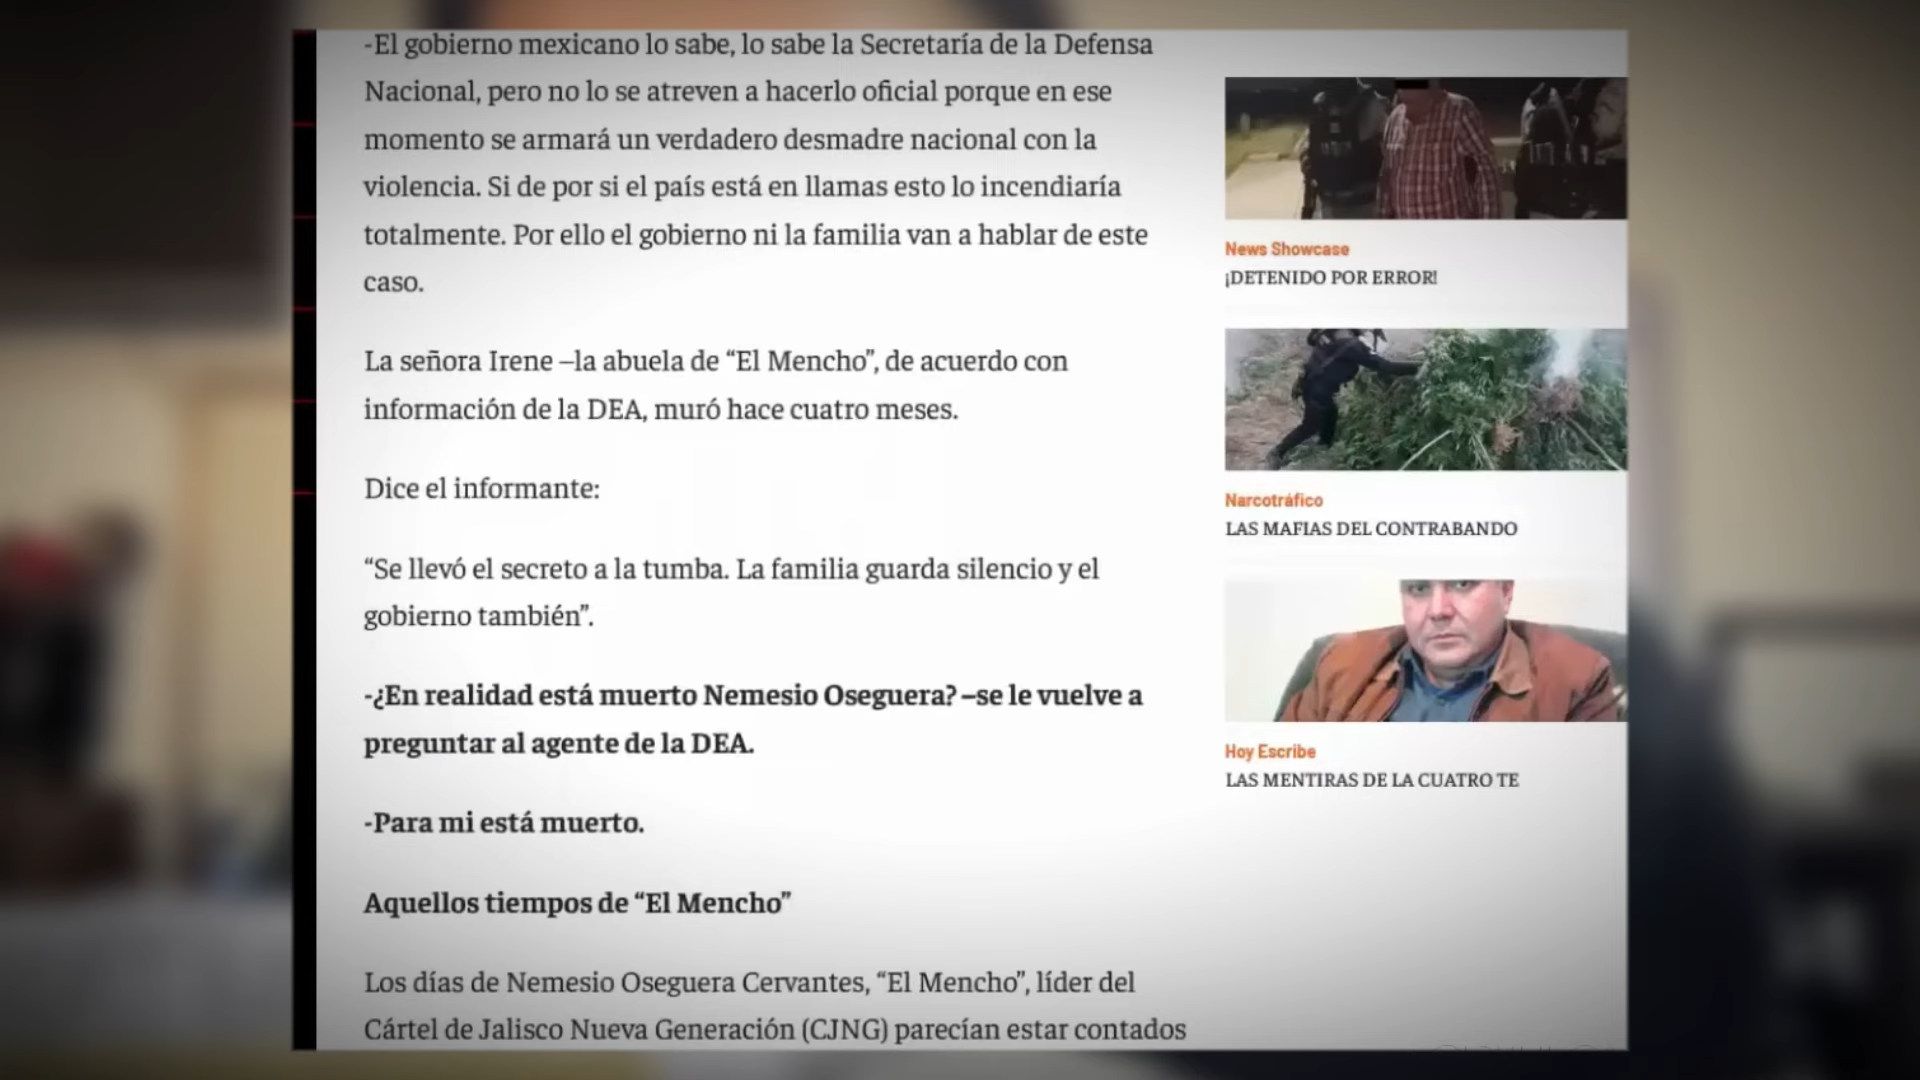 -El gobierno mexicano lo sabe, lo sabe la Secretaría de la Defensa
Nacional, pero no lo se atreven a hacerlo oficial porque en ese
momento se armará un verdadero desmadre nacional con la
violencia. Si de por si el país está en llamas esto lo incendiaría
totalmente. Por ello el gobierno ni la familia van a hablar de este
caso.
La señora Irene –la abuela de “El Mencho”, de acuerdo con
información de la DEA, muró hace cuatro meses.
Dice el informante:
“Se llevó el secreto a la tumba. La familia guarda silencio y el
gobierno también”.
-¿En realidad está muerto Nemesio Oseguera? –se le vuelve a
preguntar al agente de la DEA.
-Para mi está muerto.
Aquellos tiempos de “El Mencho”
Los días de Nemesio Oseguera Cervantes, “El Mencho”, líder del
Cártel de Jalisco Nueva Generación (CJNG) parecían estar contados
News Showcase
¡DETENIDO POR ERROR!
Narcotráfico
LAS MAFIAS DEL CONTRABANDO
Hoy Escribe
LAS MENTIRAS DE LA CUATRO TE